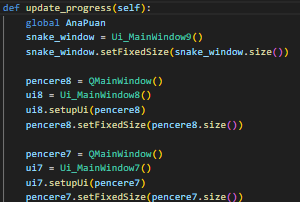 def update_progress(self):
    global AnaPuan
    snake_window = Ui_MainWindow9()
    snake_window.setFixedSize(snake_window.size())

    pencere8 = QMainWindow()
    ui8 = Ui_MainWindow8()
    ui8.setupUi(pencere8)
    pencere8.setFixedSize(pencere8.size())

    pencere7 = QMainWindow()
    ui7 = Ui_MainWindow7()
    ui7.setupUi(pencere7)
    pencere7.setFixedSize(pencere7.size())